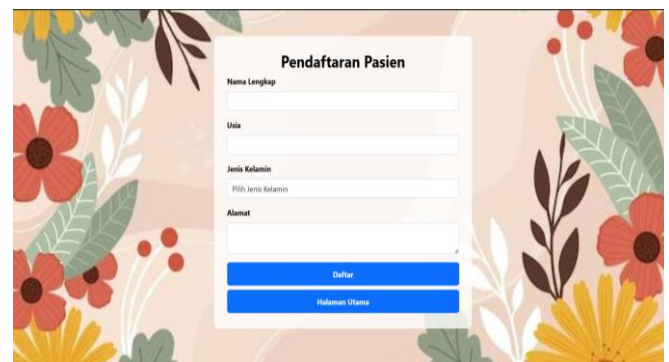 Pendaftaran Pasien
Nama Lengkap
Usia
Jenis Kelamin
Pilih Jenis Kelamin
Alamat
Daftar
Halaman Utama